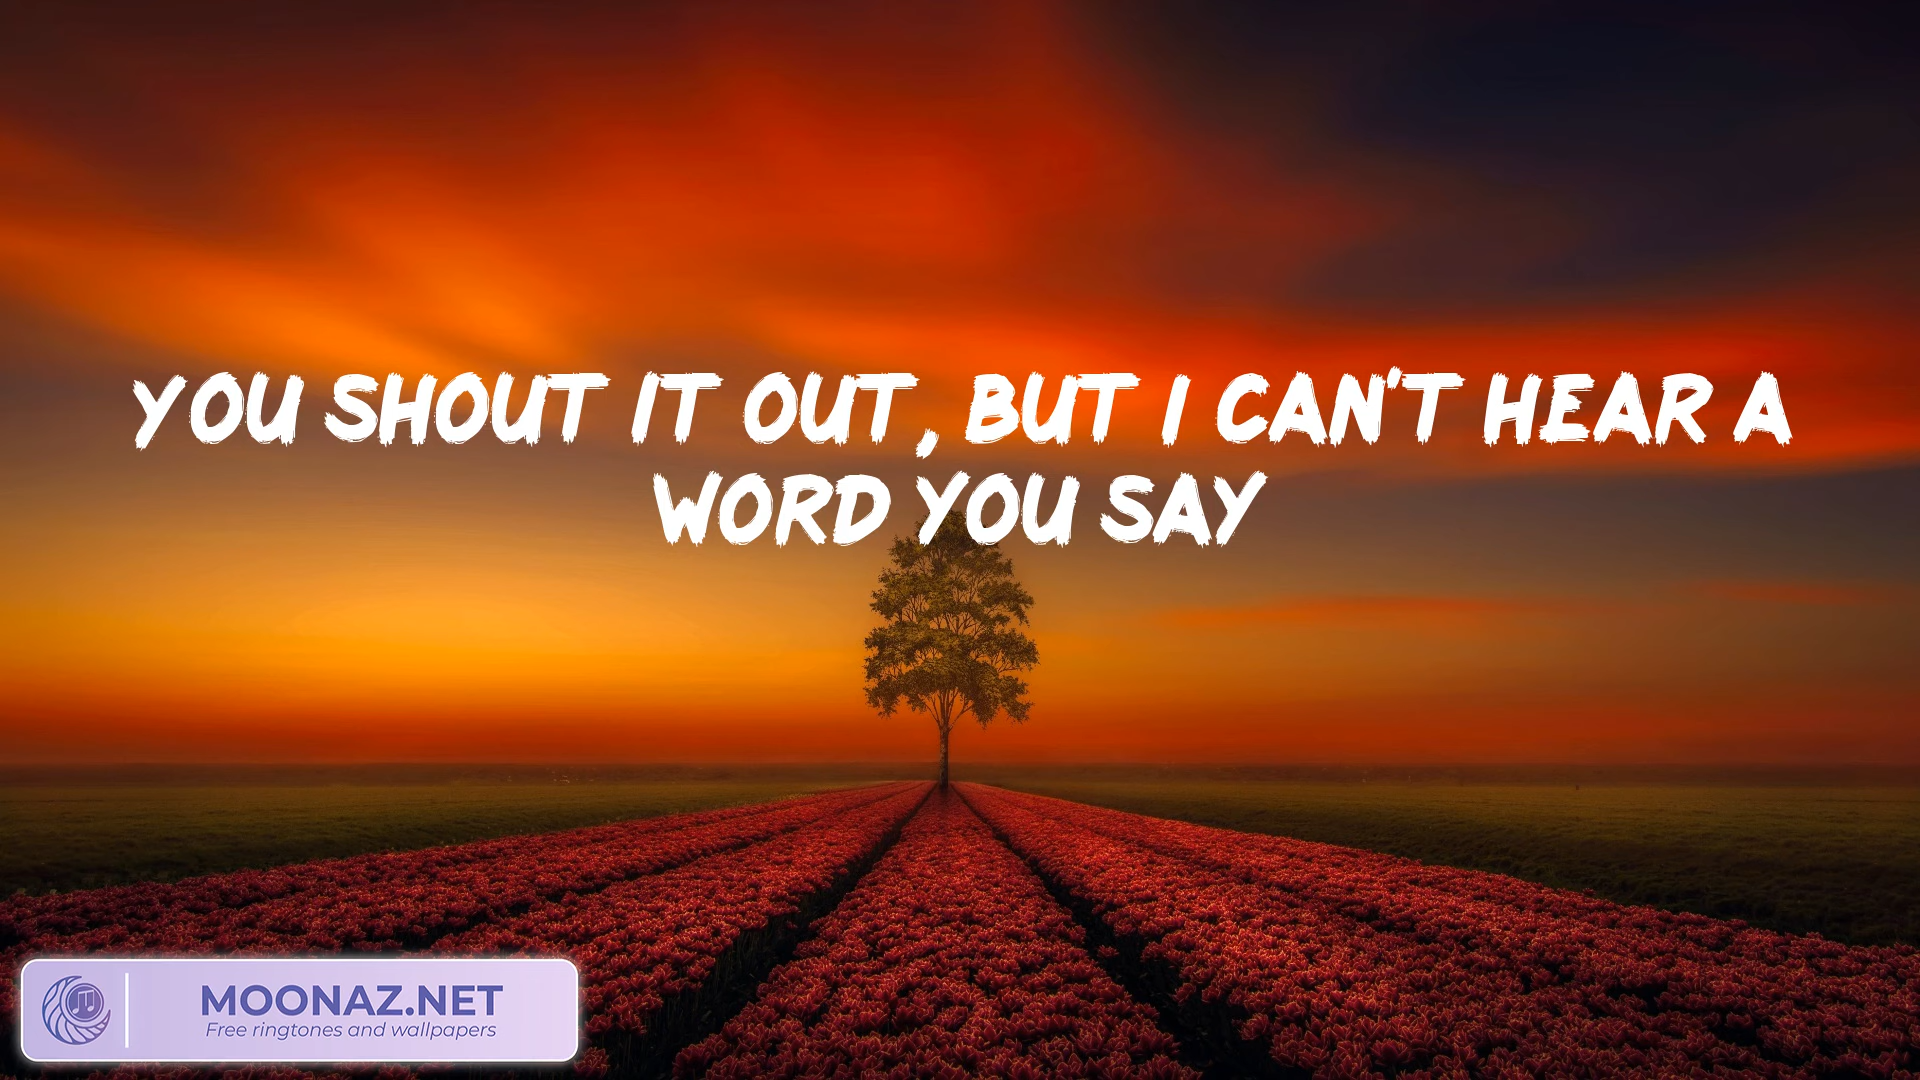 YOU SHOUT IT OUT, BUT I CAN'T HEAR A
WORD YOU SAY
MOONAZ.NET
Free ringtones and wallpapers